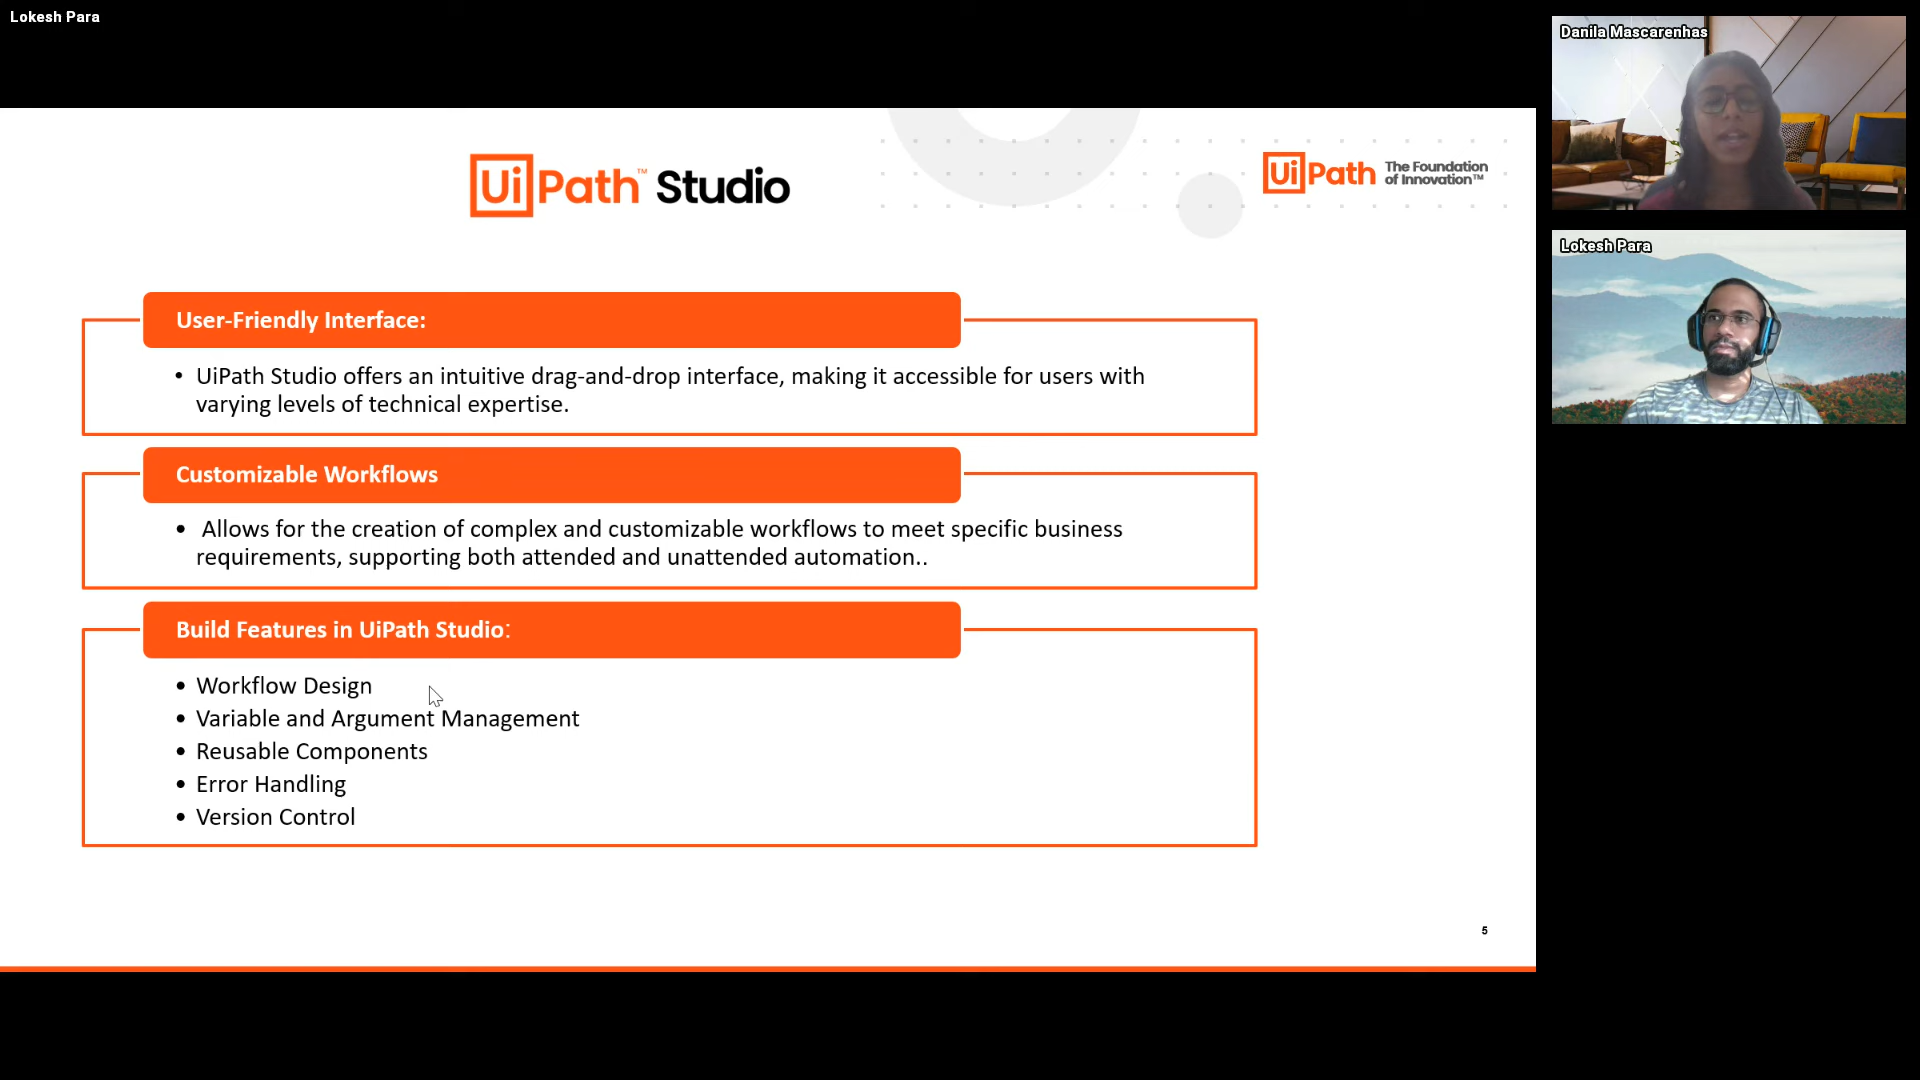 Lokesh Para
Danila Mascarenhas
Lokesh Para
UiPath™ Studio
UiPath The Foundation
of Innovation™
User-Friendly Interface:
• UiPath Studio offers an intuitive drag-and-drop interface, making it accessible for users with
varying levels of technical expertise.
Customizable Workflows
• Allows for the creation of complex and customizable workflows to meet specific business
requirements, supporting both attended and unattended automation..
Build Features in UiPath Studio:
• Workflow Design
• Variable and Argument Management
• Reusable Components
• Error Handling
• Version Control
5